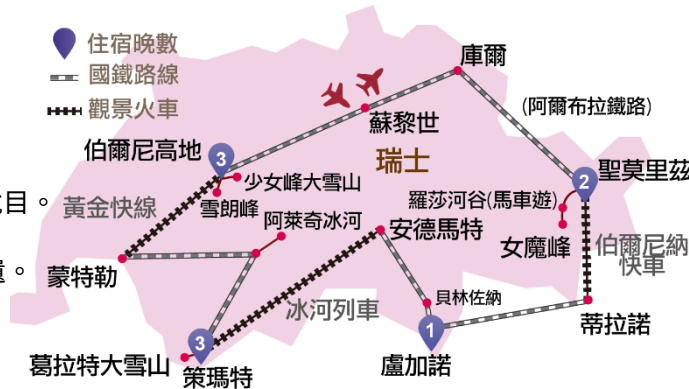 住宿晚數
國鐵路線
觀景火車
庫爾
(阿爾布拉鐵路)
蘇黎世
伯爾尼高地
3
瑞士
聖莫里茲
2
少女峰大雪山
雪朗峰
目。
黃金快線
羅莎河谷(馬車遊)
阿萊奇冰河
安德馬特
女魔峰
伯爾尼納
快車
。
蒙特勒
冰河列車
貝林佐納
蒂拉諾
3
1
葛拉特大雪山
策瑪特
盧加諾